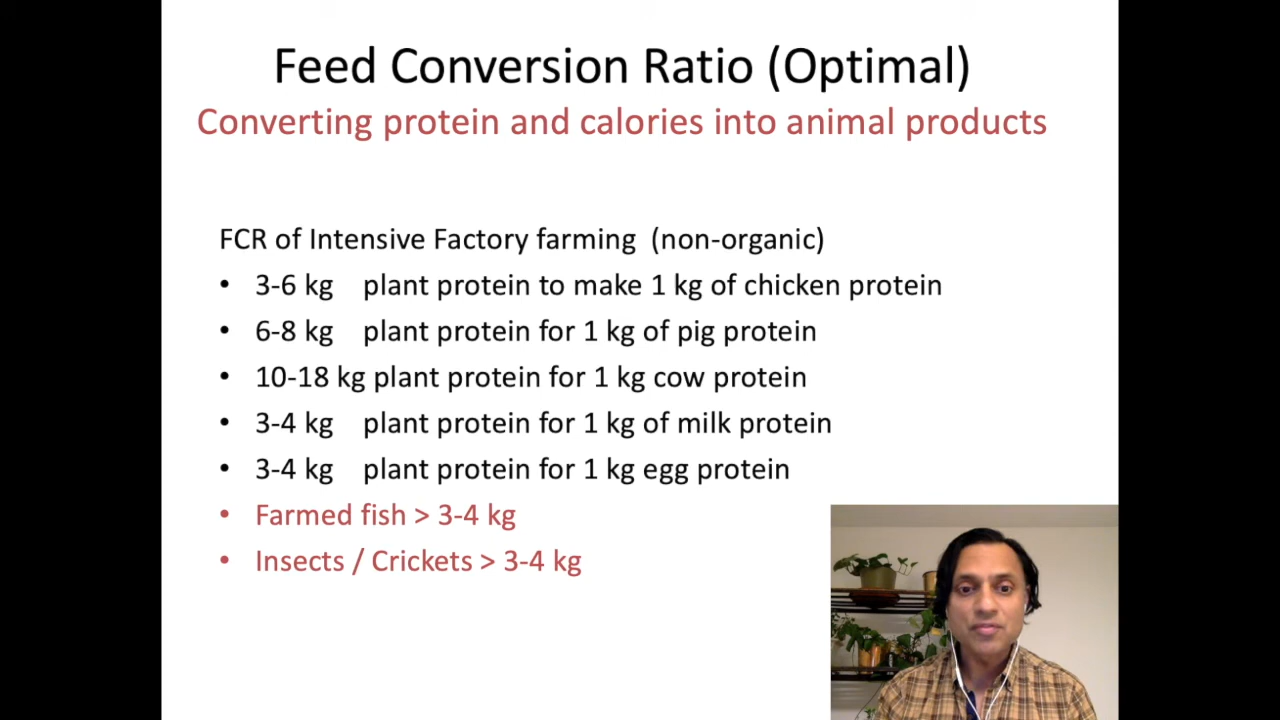 Feed Conversion Ratio (Optimal)
Converting protein and calories into animal products
FCR of Intensive Factory farming (non-organic)
• 3-6 kg plant protein to make 1 kg of chicken protein
• 6-8 kg plant protein for 1 kg of pig protein
• 10-18 kg plant protein for 1 kg cow protein
• 3-4 kg plant protein for 1 kg of milk protein
• 3-4 kg plant protein for 1 kg egg protein
• Farmed fish > 3-4 kg
• Insects / Crickets > 3-4 kg